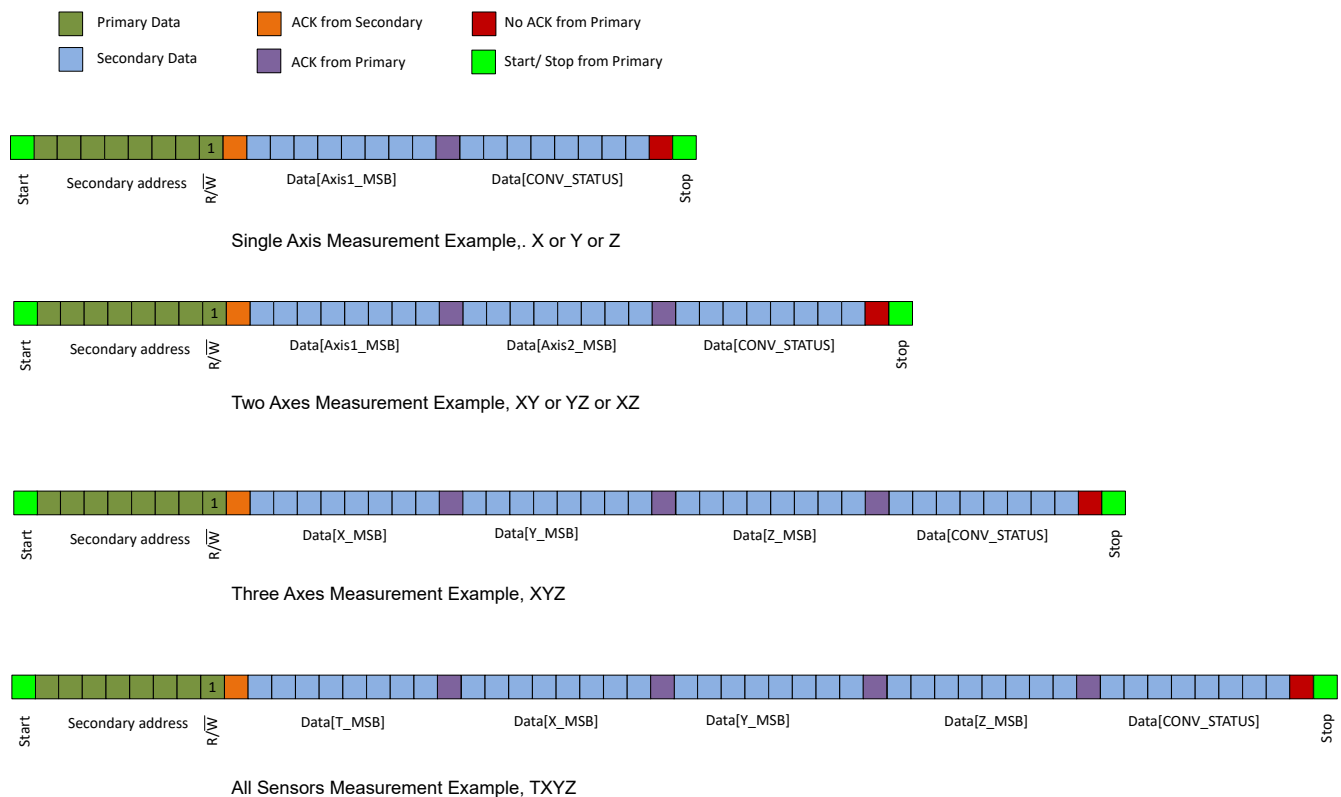 Primary Data ACK from Secondary No ACK from Primary
Secondary Data ACK from Primary Start/ Stop from Primary
1
Start Secondary address R/W Data[Axis1_MSB] Data[CONV_STATUS] Stop
Single Axis Measurement Example,. X or Y or Z
1
Start Secondary address R/W Data[Axis1_MSB] Data[Axis2_MSB] Data[CONV_STATUS] Stop
Two Axes Measurement Example, XY or YZ or XZ
1
Start Secondary address R/W Data[X_MSB] Data[Y_MSB] Data[Z_MSB] Data[CONV_STATUS] Stop
Three Axes Measurement Example, XYZ
1
Start Secondary address R/W Data[T_MSB] Data[X_MSB] Data[Y_MSB] Data[Z_MSB] Data[CONV_STATUS] Stop
All Sensors Measurement Example, TXYZ